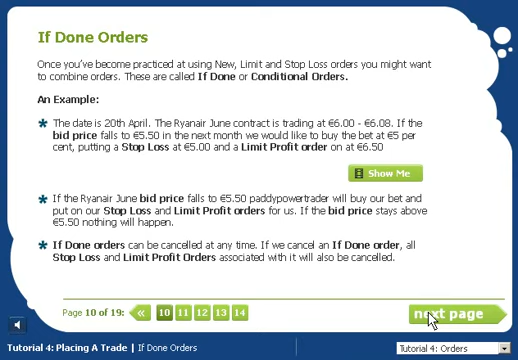 If Done Orders
Once you've become practiced at using New, Limit and Stop Loss orders you might want
to combine orders. These are called If Done or Conditional Orders.
An Example:
* The date is 20th April. The Ryanair June contract is trading at €6.00 - €6.08. If the
bid price falls to €5.50 in the next month we would like to buy the bet at €5 per
cent, putting a Stop Loss at €5.00 and a Limit Profit order on at €6.50
Show Me
* If the Ryanair June bid price falls to €5.50 paddypowertrader will buy our bet and
put on our Stop Loss and Limit Profit orders for us. If the bid price stays above
€5.50 nothing will happen.
* If Done orders can be cancelled at any time. If we cancel an If Done order, all
Stop Loss and Limit Profit Orders associated with it will also be cancelled.
Page 10 of 19: « 10 11 12 13 14 next page
Tutorial 4: Placing A Trade | If Done Orders Tutorial 4: Orders